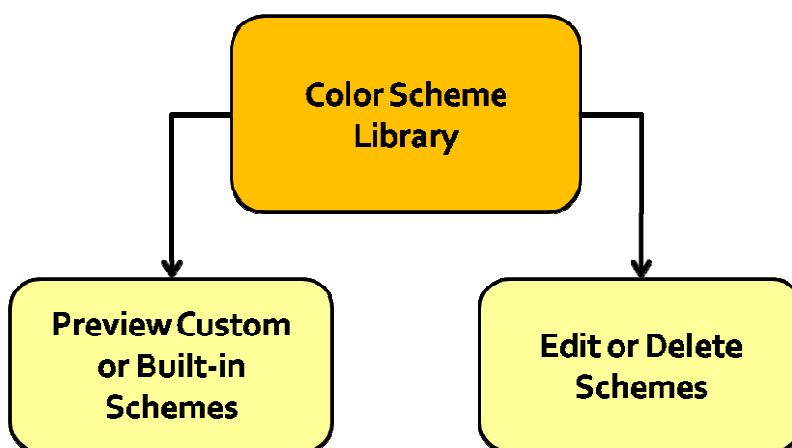 Color Scheme
Library
Preview Custom
or Built-in
Schemes
Edit or Delete
Schemes